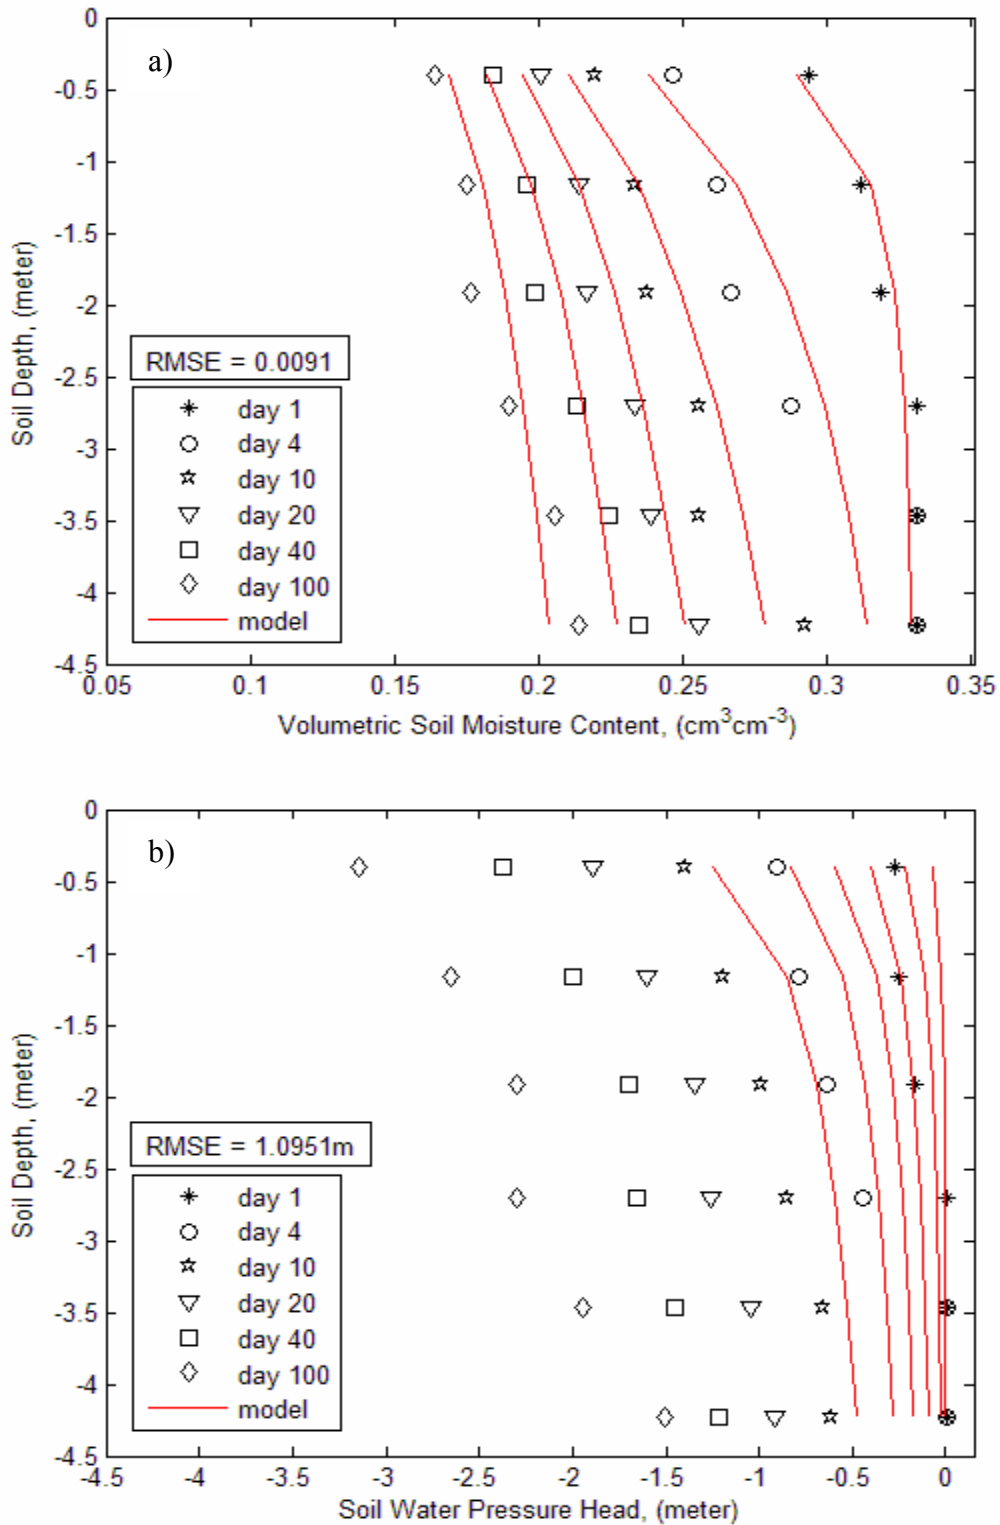 a)
0
-0.5
-1
-1.5
-2
-2.5
-3
-3.5
-4
-4.5
Soil Depth, (meter)
RMSE = 0.0091
day 1
day 4
day 10
day 20
day 40
day 100
model
0.05 0.1 0.15 0.2 0.25 0.3 0.35
Volumetric Soil Moisture Content, (cm³cm⁻³)
b)
0
-0.5
-1
-1.5
-2
-2.5
-3
-3.5
-4
-4.5
Soil Depth, (meter)
RMSE = 1.0951m
day 1
day 4
day 10
day 20
day 40
day 100
model
-4.5 -4 -3.5 -3 -2.5 -2 -1.5 -1 -0.5 0
Soil Water Pressure Head, (meter)